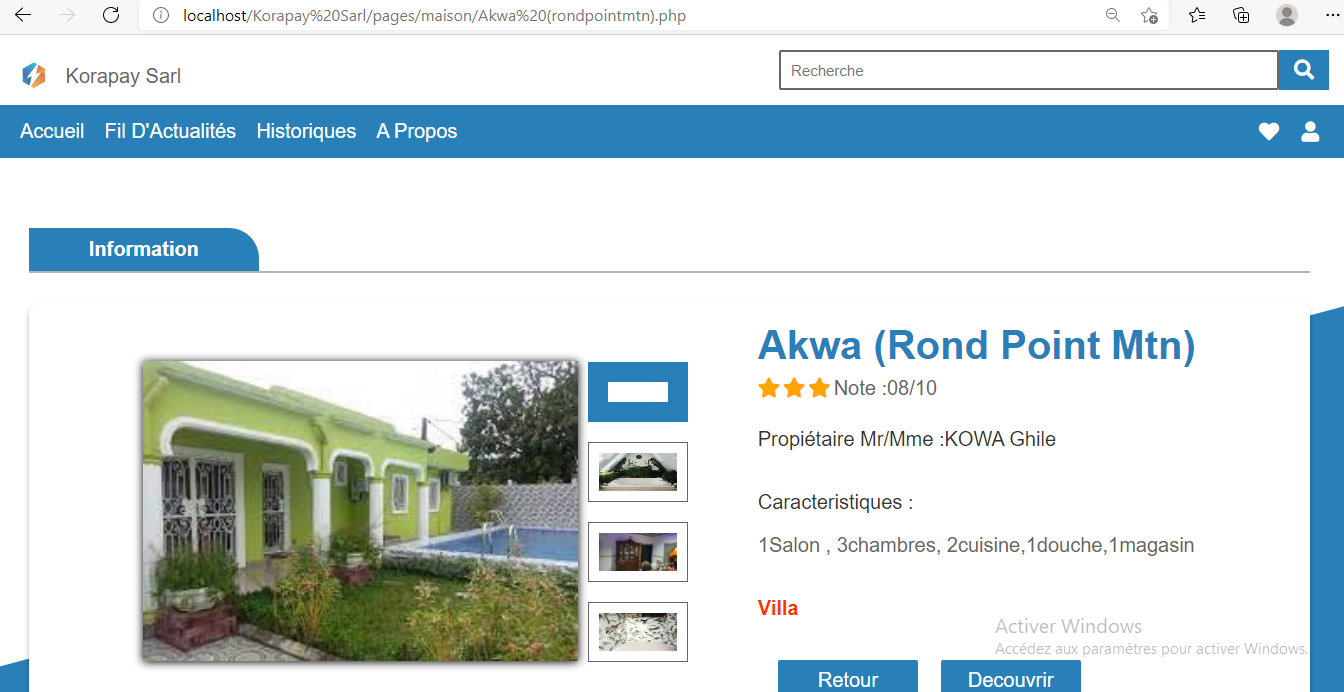 localhost/Korapay%20Sarl/pages/maison/Akwa%20(rondpointmtn).php
Korapay Sarl
Recherche
Accueil Fil D'Actualités Historiques A Propos
Information
Akwa (Rond Point Mtn)
Note :08/10
Propiétaire Mr/Mme :KOWA Ghile
Caracteristiques :
1Salon , 3chambres, 2cuisine,1douche,1magasin
Villa
Activer Windows
Accédez aux paramètres pour activer Windows.
Retour Decouvrir